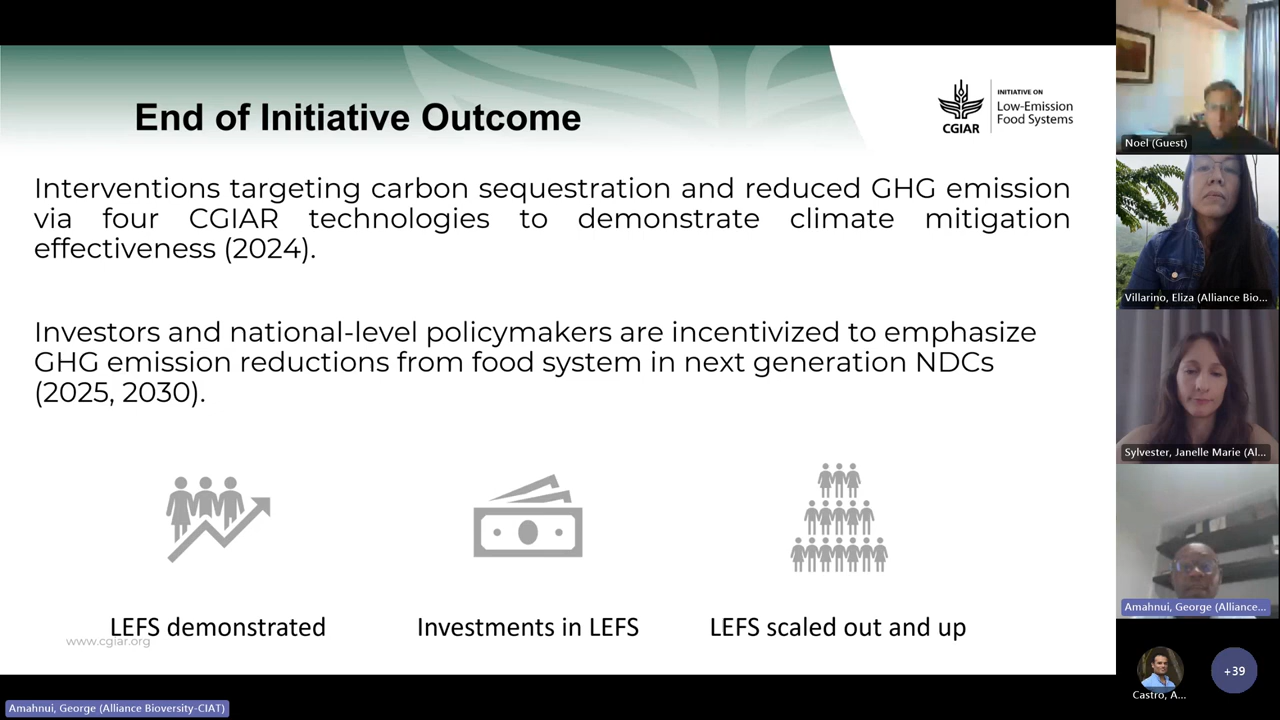 End of Initiative Outcome
INITIATIVE ON
Low-Emission
Food Systems
CGIAR
Interventions targeting carbon sequestration and reduced GHG emission
via four CGIAR technologies to demonstrate climate mitigation
effectiveness (2024).
Investors and national-level policymakers are incentivized to emphasize
GHG emission reductions from food system in next generation NDCs
(2025, 2030).
LEFS demonstrated
Investments in LEFS
LEFS scaled out and up
www.cgiar.org
Amahnui, George (Alliance Bioversity-CIAT)
Noel (Guest)
Villarino, Eliza (Alliance Bio...
Sylvester, Janelle Marie (Al...
Amahnui, George (Alliance...
Castro, A...
+39